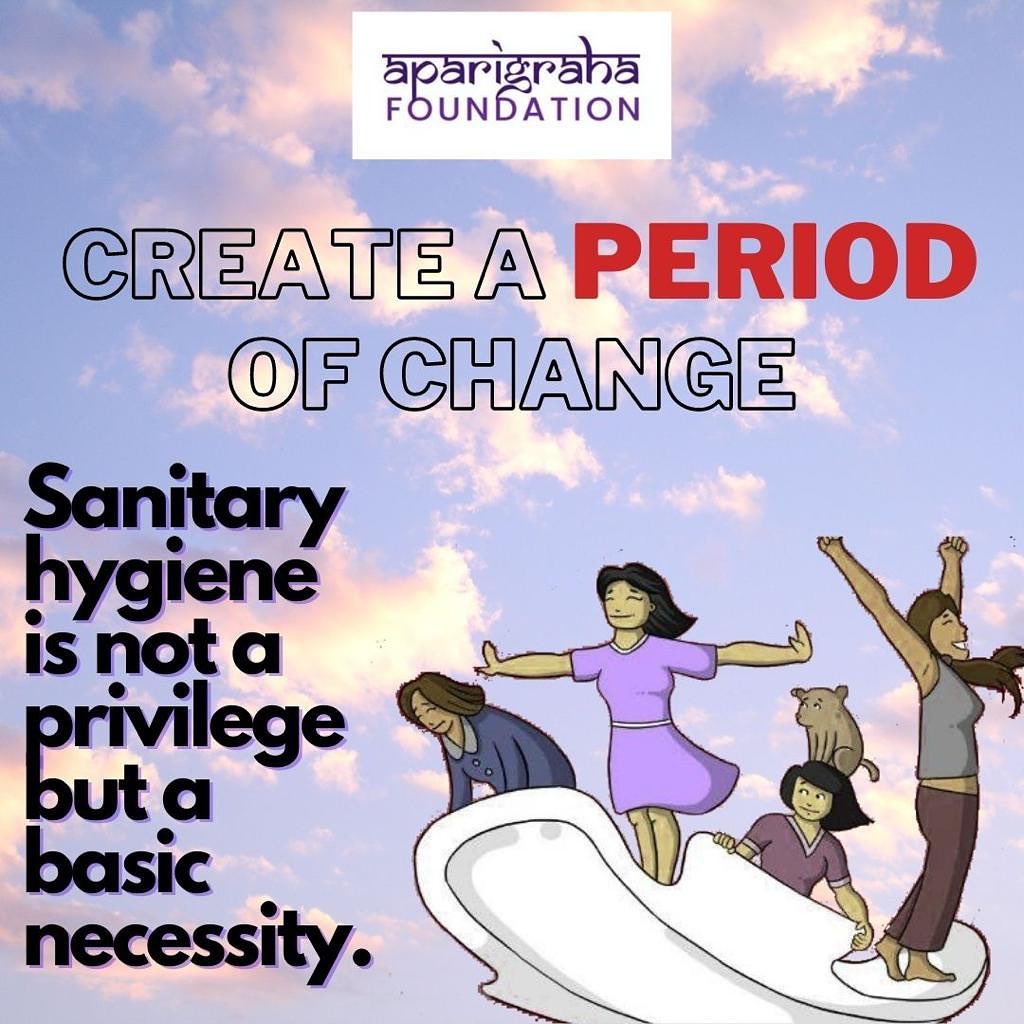 aparigraha
FOUNDATION
CREATE A PERIOD
OF CHANGE
Sanitary
hygiene
is not a
privilege
but a
basic
necessity.